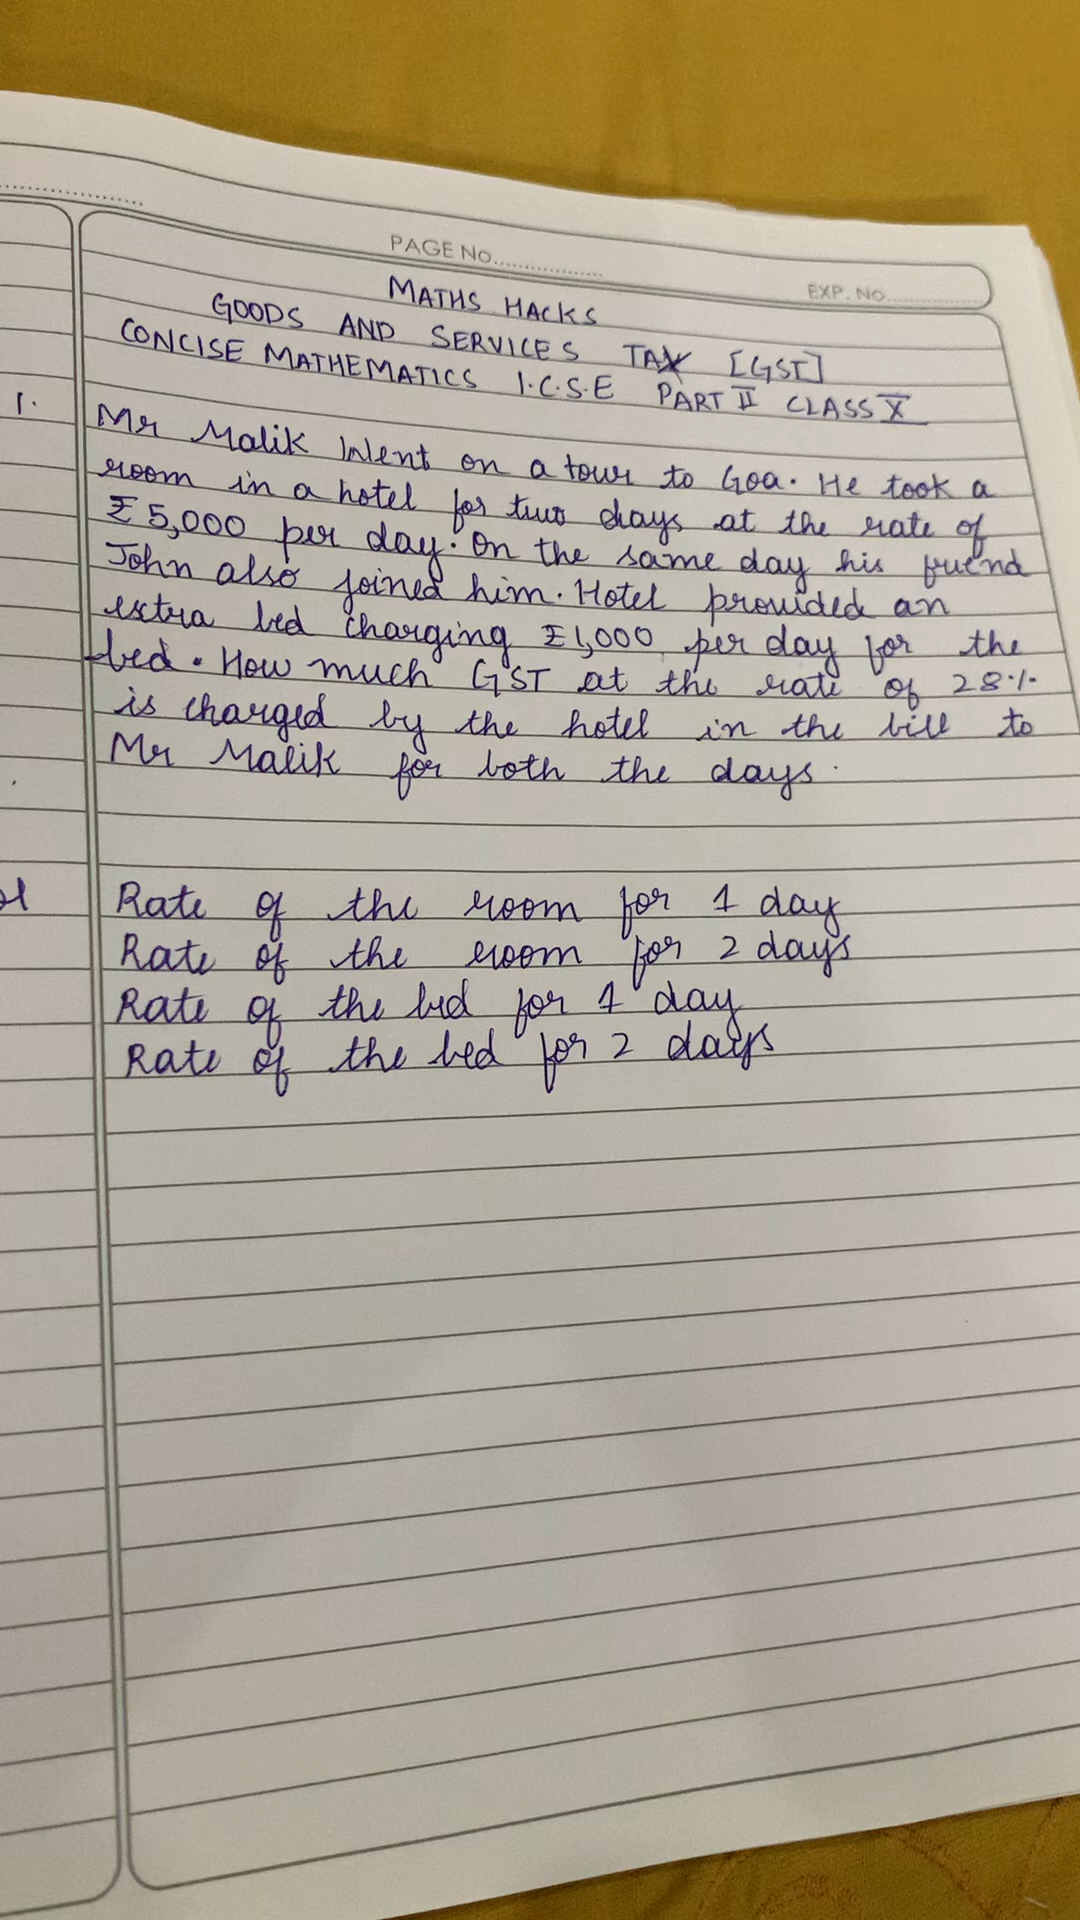 PAGE No.
EXP. No.
MATHS HACKS
GOODS AND SERVICES TAX [GST]
CONCISE MATHEMATICS I.C.S.E PART II CLASS X
1. Mr Malik Went on a tour to Goa. He took a
room in a hotel for two days at the rate of
₹5,000 per day. On the same day his friend
John also joined him. Hotel provided an
extra bed charging ₹1,000 per day for the
bed. How much GST at the rate of 28%
is charged by the hotel in the bill to
Mr Malik for both the days.
Rate of the room for 1 day
Rate of the room for 2 days
Rate of the bed for 1 day
Rate of the bed for 2 days